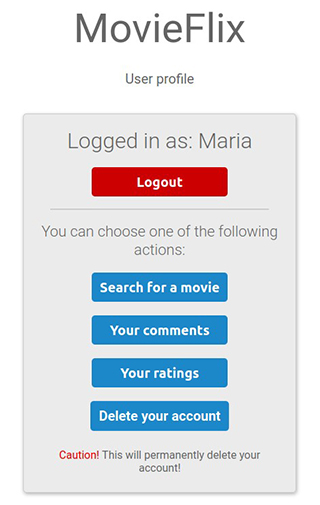 MovieFlix
User profile
Logged in as: Maria
Logout
You can choose one of the following
actions:
Search for a movie
Your comments
Your ratings
Delete your account
Caution! This will permanently delete your
account!